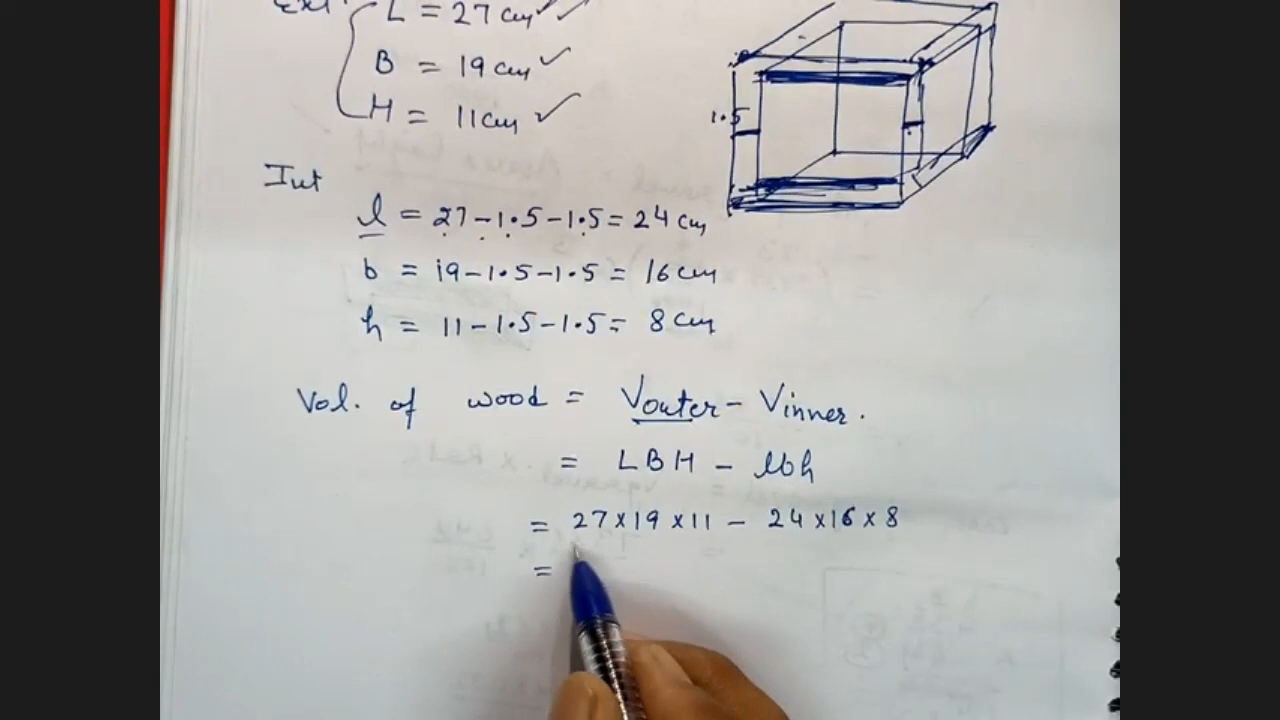 Ext. L = 27 cm
B = 19 cm
H = 11 cm
1.5
Int
l = 27 - 1.5 - 1.5 = 24 cm
b = 19 - 1.5 - 1.5 = 16 cm
h = 11 - 1.5 - 1.5 = 8 cm
Vol. of wood = Vouter - Vinner.
= LBH - lbh
= 27 × 19 × 11 - 24 × 16 × 8
=